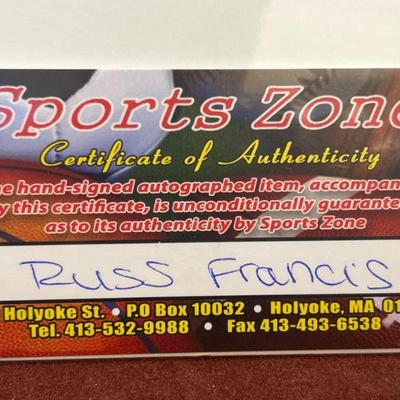 Sports Zone
Certificate of Authenticity
he hand-signed autographed item, accompan
y this certificate, is unconditionally guarante
as to its authenticity by Sports Zone
Russ Francis
Holyoke St. • P.O Box 10032 • Holyoke, MA 01
Tel. 413-532-9988 • Fax 413-493-6538